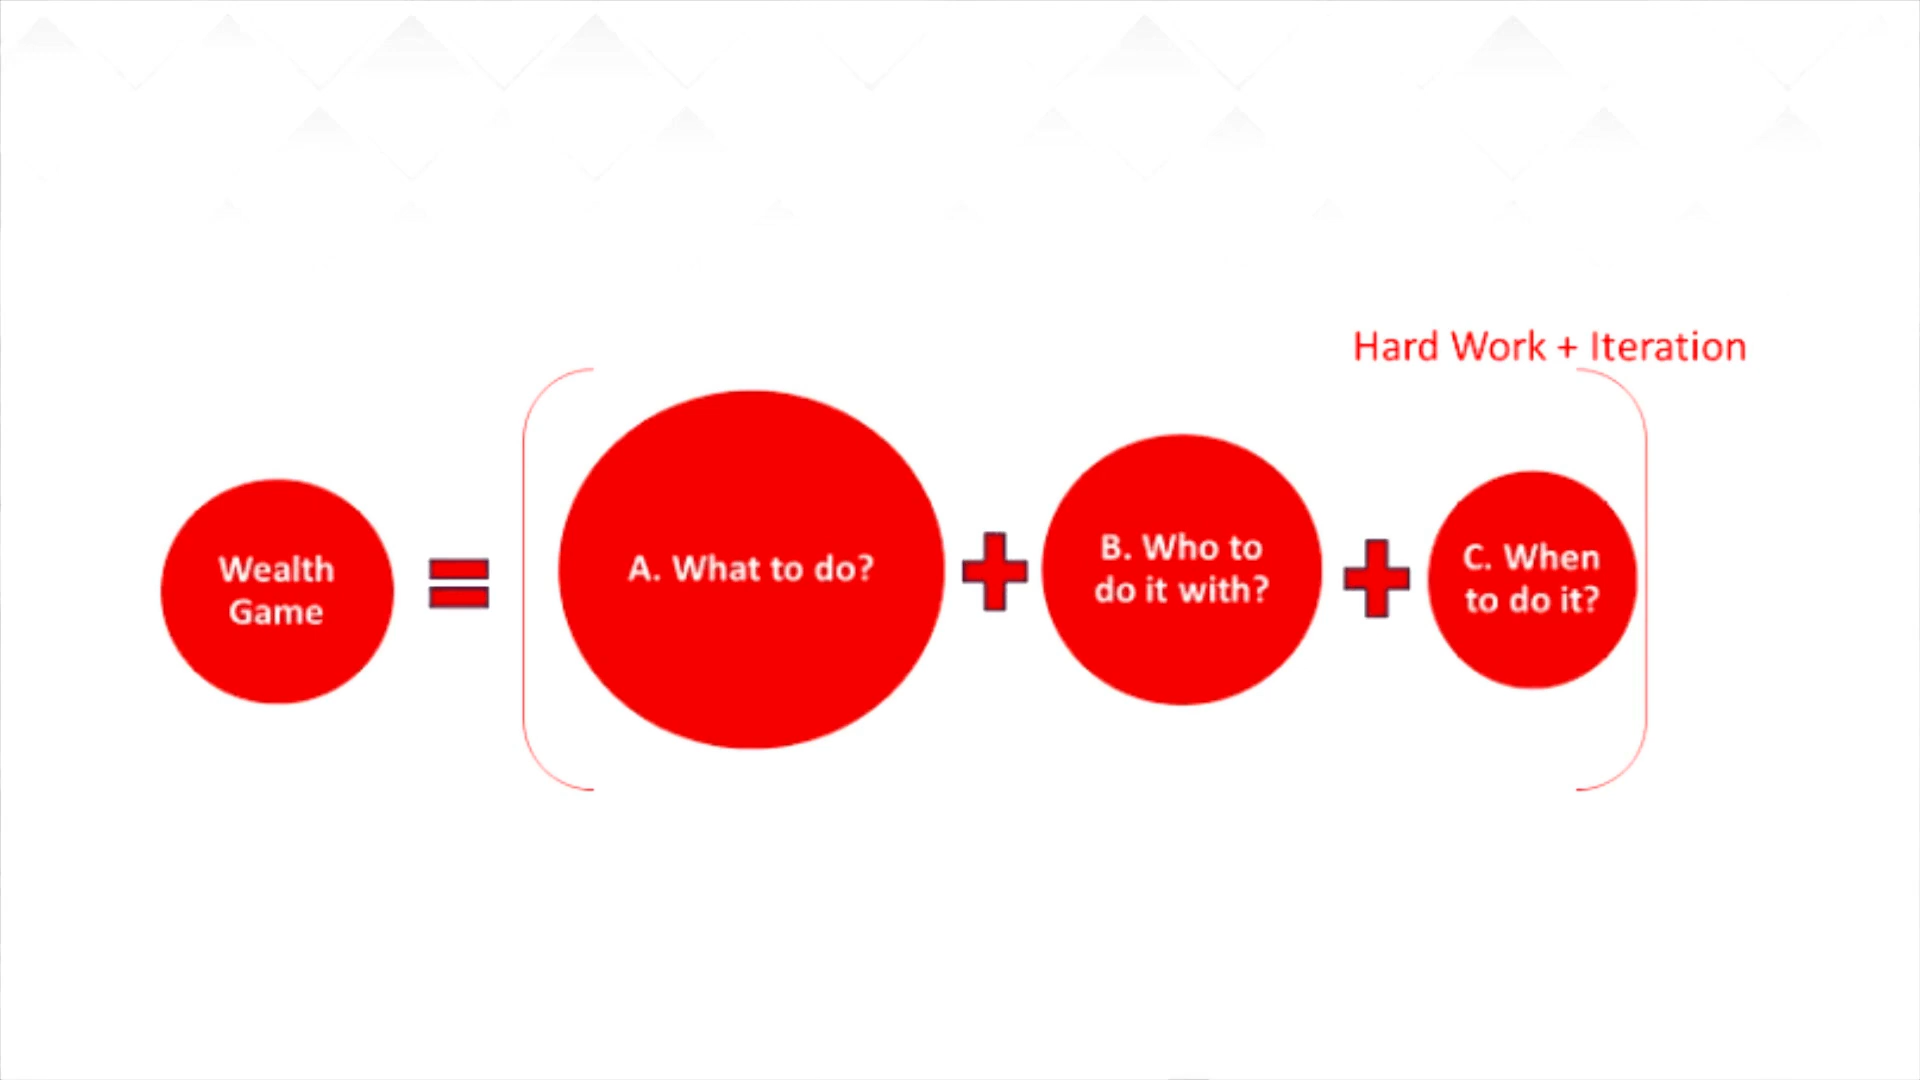 Hard Work + Iteration
Wealth
Game
=
A. What to do?
+
B. Who to
do it with?
+
C. When
to do it?